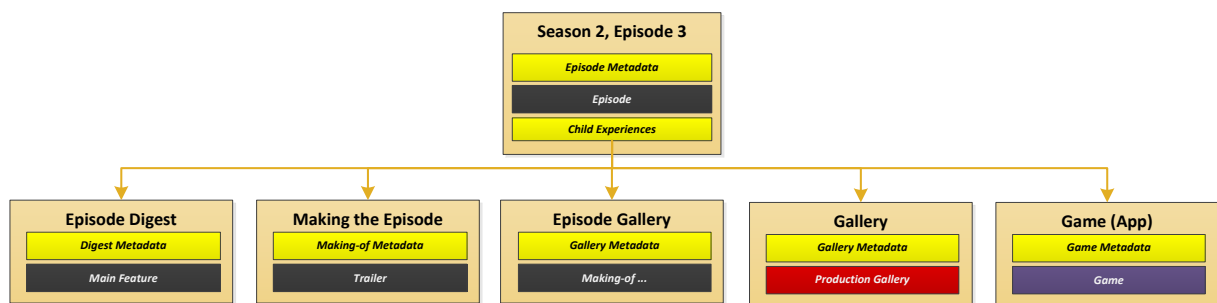 Season 2, Episode 3
Episode Metadata
Episode
Child Experiences
Episode Digest
Digest Metadata
Main Feature
Making the Episode
Making-of Metadata
Trailer
Episode Gallery
Gallery Metadata
Making-of ...
Gallery
Gallery Metadata
Production Gallery
Game (App)
Game Metadata
Game